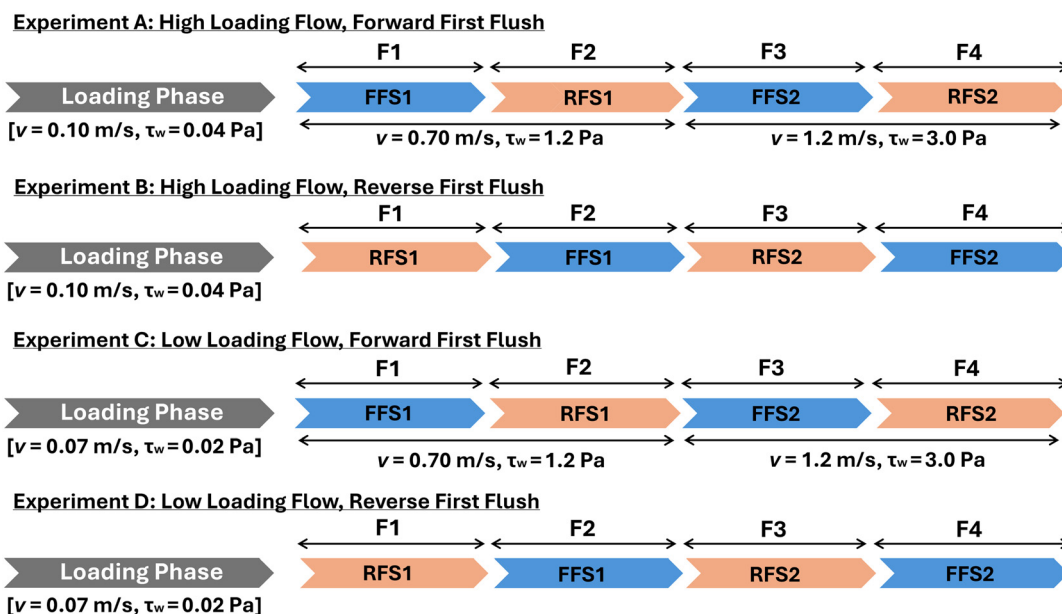 Experiment A: High Loading Flow, Forward First Flush
F1 F2 F3 F4
Loading Phase FFS1 RFS1 FFS2 RFS2
[v = 0.10 m/s, τw = 0.04 Pa] v = 0.70 m/s, τw = 1.2 Pa v = 1.2 m/s, τw = 3.0 Pa
Experiment B: High Loading Flow, Reverse First Flush
F1 F2 F3 F4
Loading Phase RFS1 FFS1 RFS2 FFS2
[v = 0.10 m/s, τw = 0.04 Pa]
Experiment C: Low Loading Flow, Forward First Flush
F1 F2 F3 F4
Loading Phase FFS1 RFS1 FFS2 RFS2
[v = 0.07 m/s, τw = 0.02 Pa] v = 0.70 m/s, τw = 1.2 Pa v = 1.2 m/s, τw = 3.0 Pa
Experiment D: Low Loading Flow, Reverse First Flush
F1 F2 F3 F4
Loading Phase RFS1 FFS1 RFS2 FFS2
[v = 0.07 m/s, τw = 0.02 Pa]